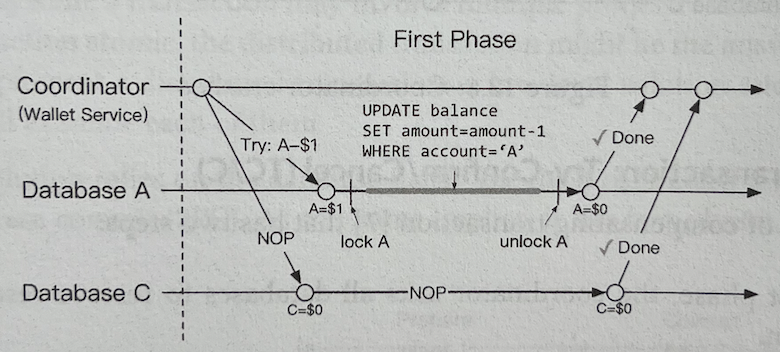 First Phase
Coordinator
(Wallet Service)
UPDATE balance
SET amount=amount-1
WHERE account=‘A’
Try: A–$1
✓ Done
Database A
A=$1
A=$0
lock A
unlock A
NOP
✓ Done
Database C
NOP
C=$0
C=$0